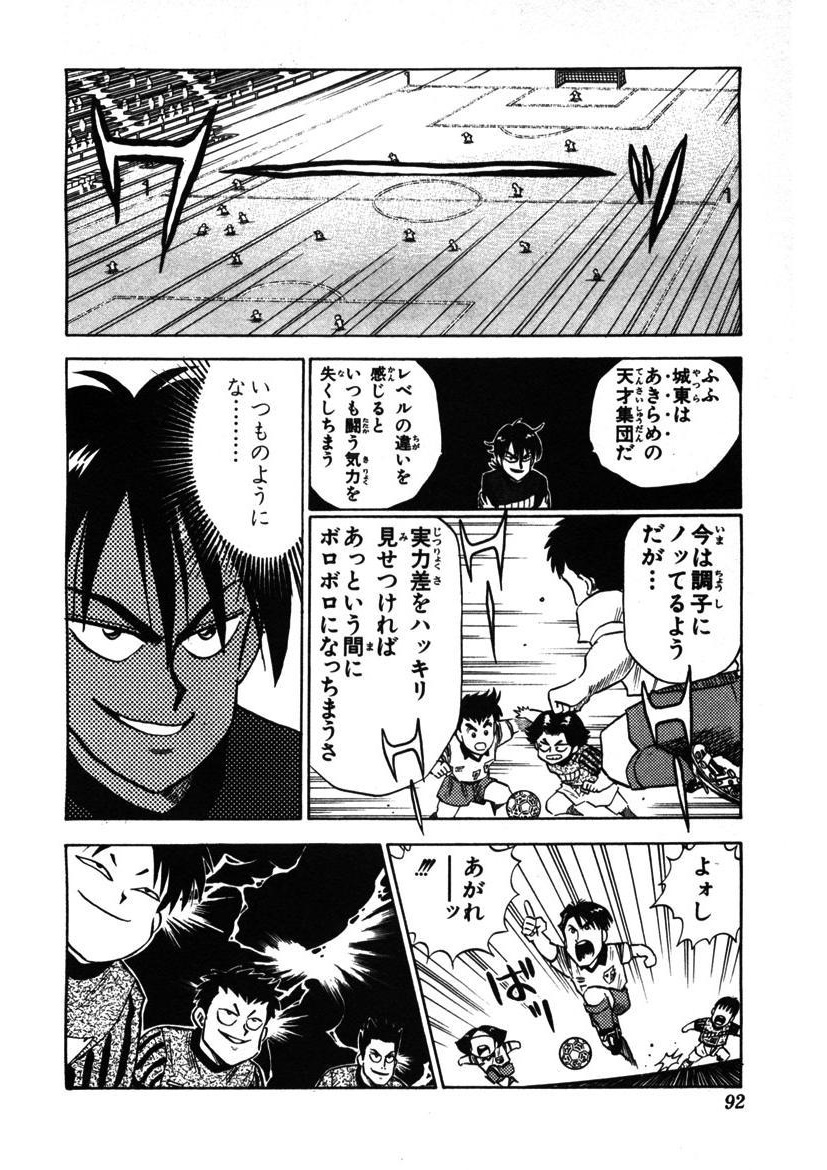 ワーッ
ふふ
城東は
あきらめの
天才集団だ
レベルの違いを
感じると
いつも闘う気力を
失くしちまう
今は調子に
ノッてるよう
だが…
実力差をハッキリ
見せつければ
あっという間に
ボロボロになっちまうさ
いつものように
な………
よォし
あがれ
ーーッ
!!!
バッ
92